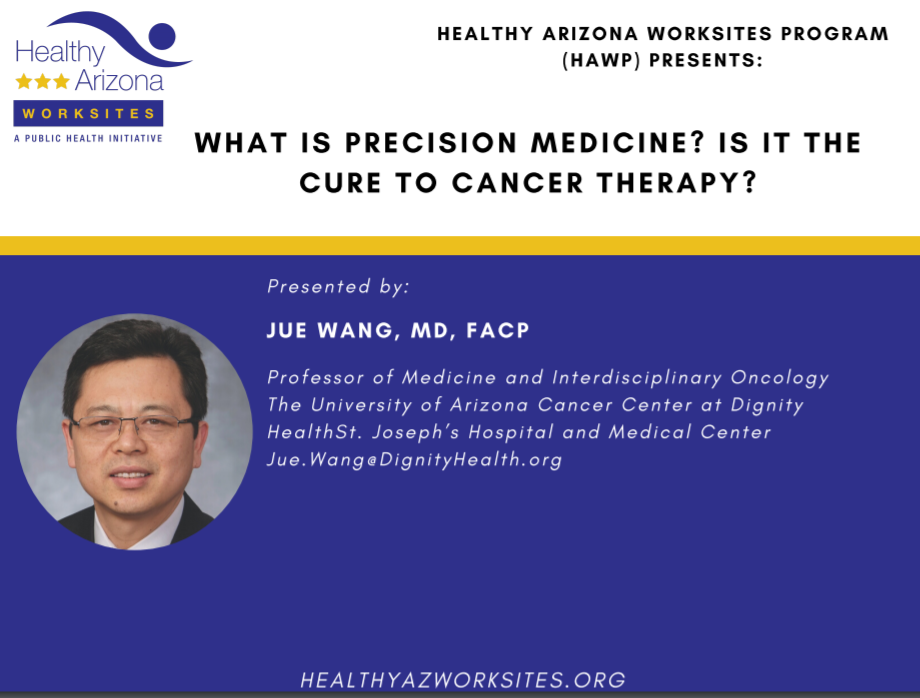 Healthy
Arizona
WORKSITES
A PUBLIC HEALTH INITIATIVE
HEALTHY ARIZONA WORKSITES PROGRAM
(HAWP) PRESENTS:
WHAT IS PRECISION MEDICINE? IS IT THE
CURE TO CANCER THERAPY?
Presented by:
JUE WANG, MD, FACP
Professor of Medicine and Interdisciplinary Oncology
The University of Arizona Cancer Center at Dignity
HealthSt. Joseph's Hospital and Medical Center
Jue.Wang@DignityHealth.org
HEALTHYAZWORKSITES.ORG